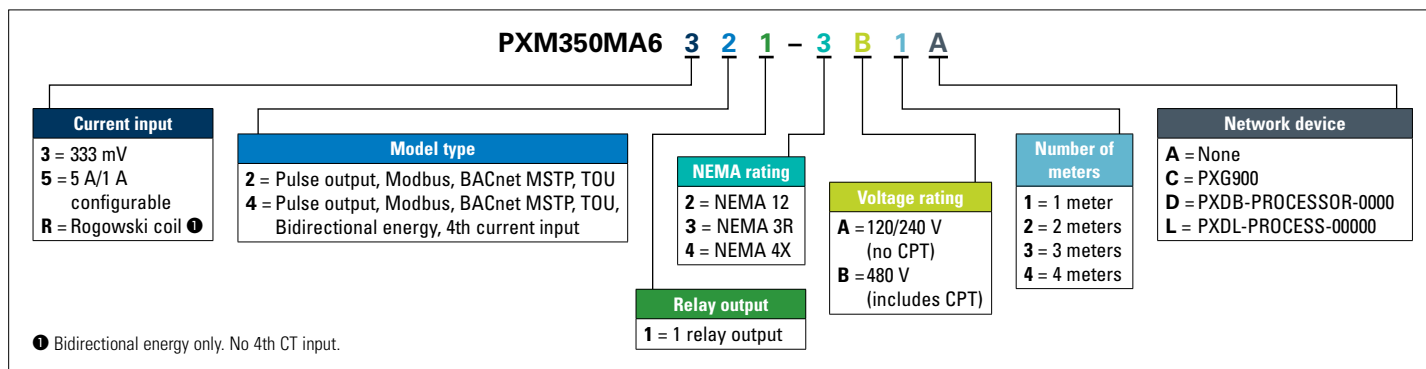 PXM350MA6 3 2 1 – 3 B 1 A
Current input
3 = 333 mV
5 = 5 A/1 A
configurable
R = Rogowski coil ❶
Model type
2 = Pulse output, Modbus, BACnet MSTP, TOU
4 = Pulse output, Modbus, BACnet MSTP, TOU,
Bidirectional energy, 4th current input
Relay output
1 = 1 relay output
NEMA rating
2 = NEMA 12
3 = NEMA 3R
4 = NEMA 4X
Voltage rating
A = 120/240 V
(no CPT)
B = 480 V
(includes CPT)
Number of
meters
1 = 1 meter
2 = 2 meters
3 = 3 meters
4 = 4 meters
Network device
A = None
C = PXG900
D = PXDB-PROCESSOR-0000
L = PXDL-PROCESS-00000
❶ Bidirectional energy only. No 4th CT input.